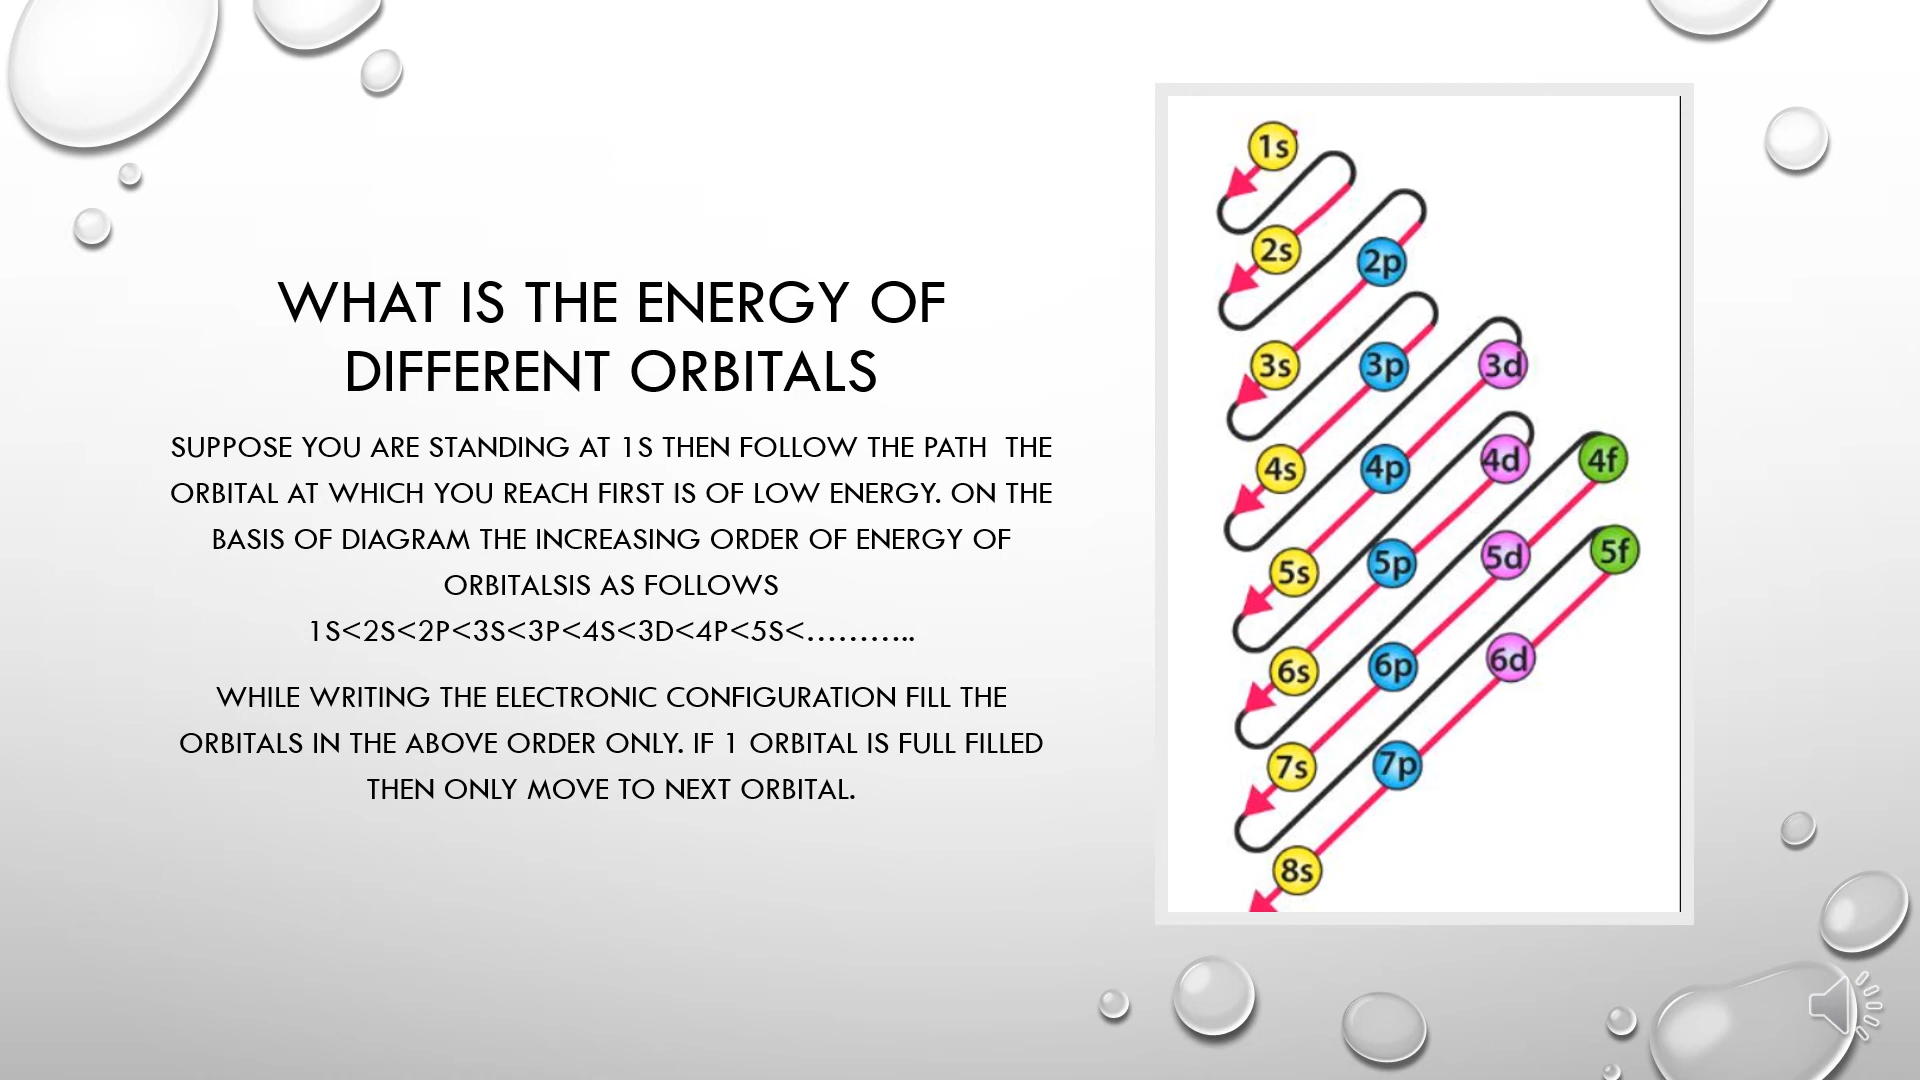 WHAT IS THE ENERGY OF
DIFFERENT ORBITALS
SUPPOSE YOU ARE STANDING AT 1S THEN FOLLOW THE PATH  THE
ORBITAL AT WHICH YOU REACH FIRST IS OF LOW ENERGY. ON THE
BASIS OF DIAGRAM THE INCREASING ORDER OF ENERGY OF
ORBITALSIS AS FOLLOWS
1S<2S<2P<3S<3P<4S<3D<4P<5S<………..
WHILE WRITING THE ELECTRONIC CONFIGURATION FILL THE
ORBITALS IN THE ABOVE ORDER ONLY. IF 1 ORBITAL IS FULL FILLED
THEN ONLY MOVE TO NEXT ORBITAL.
1s
2s 2p
3s 3p 3d
4s 4p 4d 4f
5s 5p 5d 5f
6s 6p 6d
7s 7p
8s